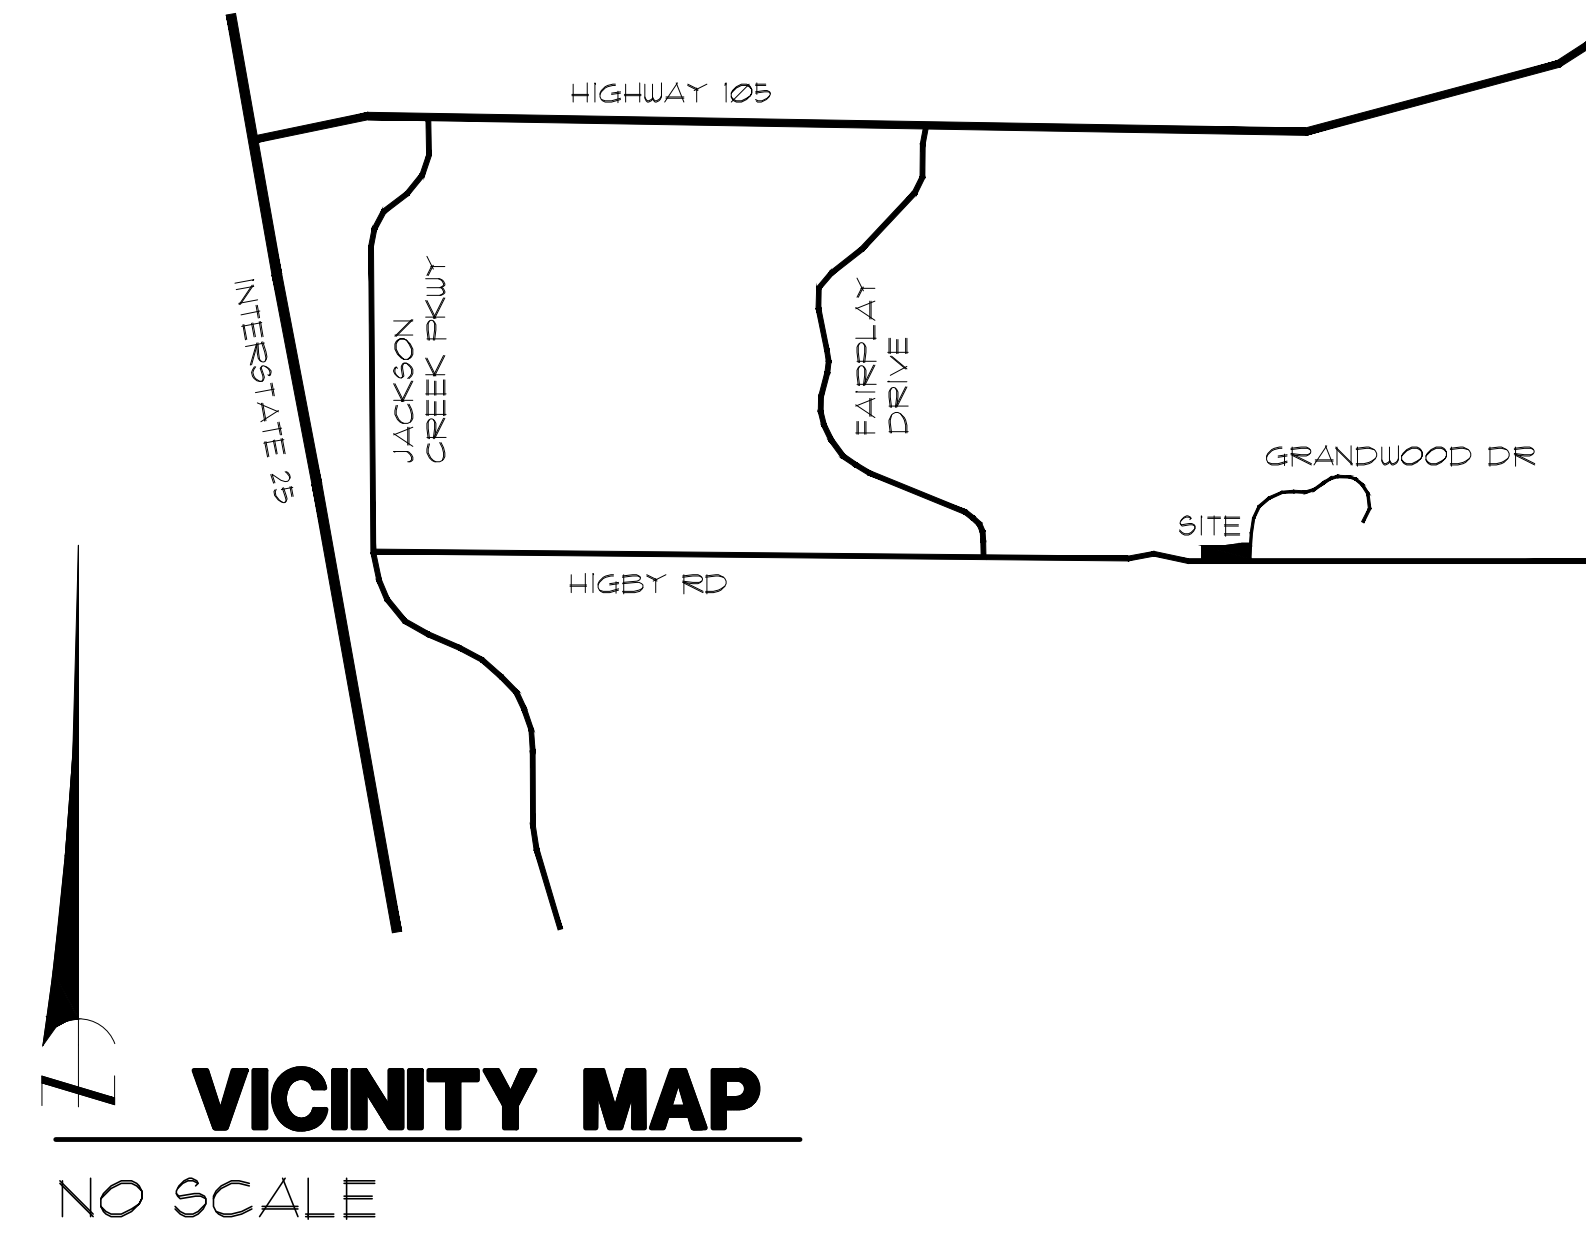 HIGHWAY 105
INTERSTATE 25
JACKSON
CREEK PKWY
FAIRPLAY
DRIVE
GRANDWOOD DR
SITE
HIGBY RD
N
VICINITY MAP
NO SCALE